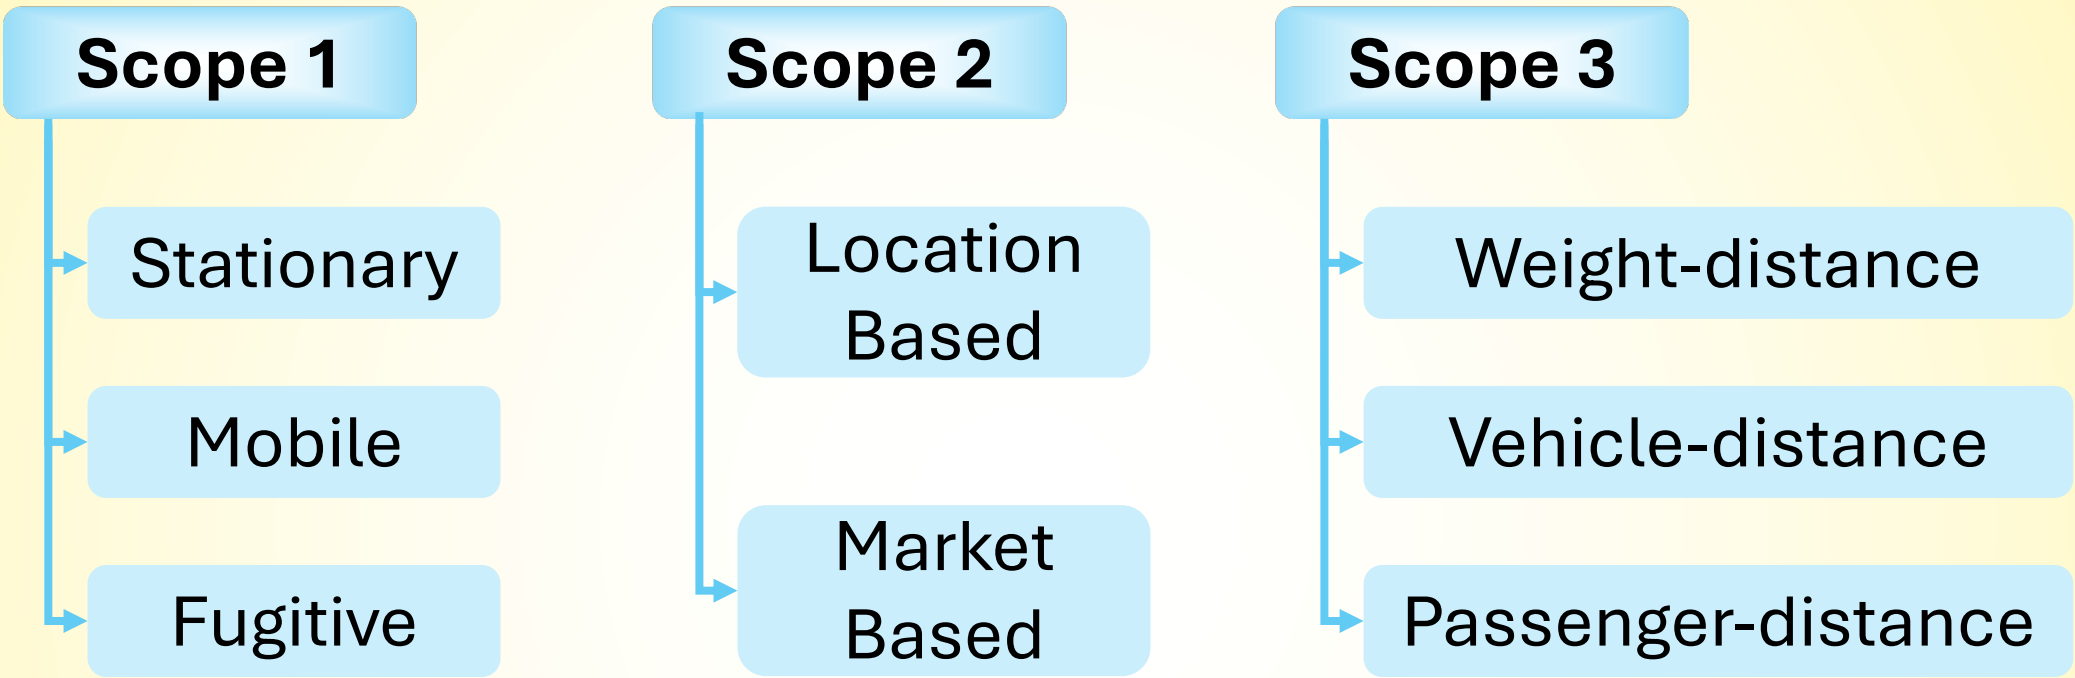 Scope 1
Stationary
Mobile
Fugitive
Scope 2
Location
Based
Market
Based
Scope 3
Weight-distance
Vehicle-distance
Passenger-distance